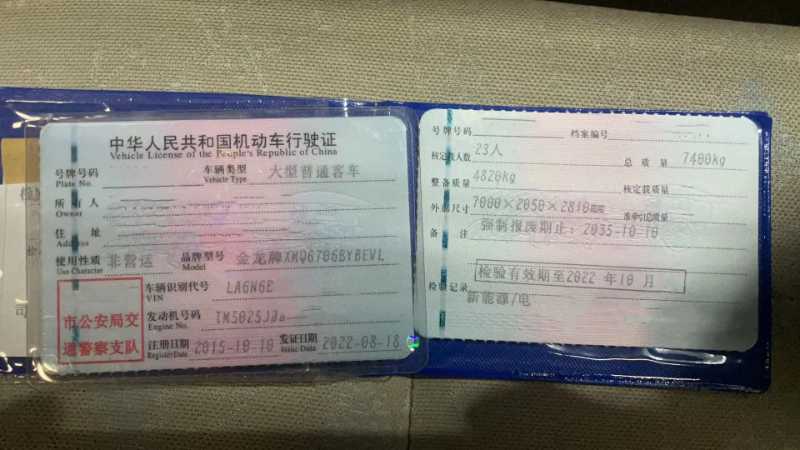 中华人民共和国机动车行驶证
Vehicle License of the People's Republic of China
号牌号码 车辆类型 大型普通客车
Plate No. Vehicle Type
所有人
Owner
住址
Address
使用性质 非营运 品牌型号 金龙牌XMQ6706BYBEVL
Use Character Model
车辆识别代号 LA6N6E
VIN
发动机号码 TM5025J
Engine No.
市公安局交
通警察支队
注册日期 2015-10-10 发证日期 2022-08-18
Register Date Issue Date
号牌号码 档案编号
核定载人数 23人 总质量 7400kg
整备质量 4820kg 核定载质量
外廓尺寸 7000×2050×2810mm 准牵引总质量
备注 强制报废期止：2035-10-10
检验有效期至2022年10月
检验记录
新能源/电